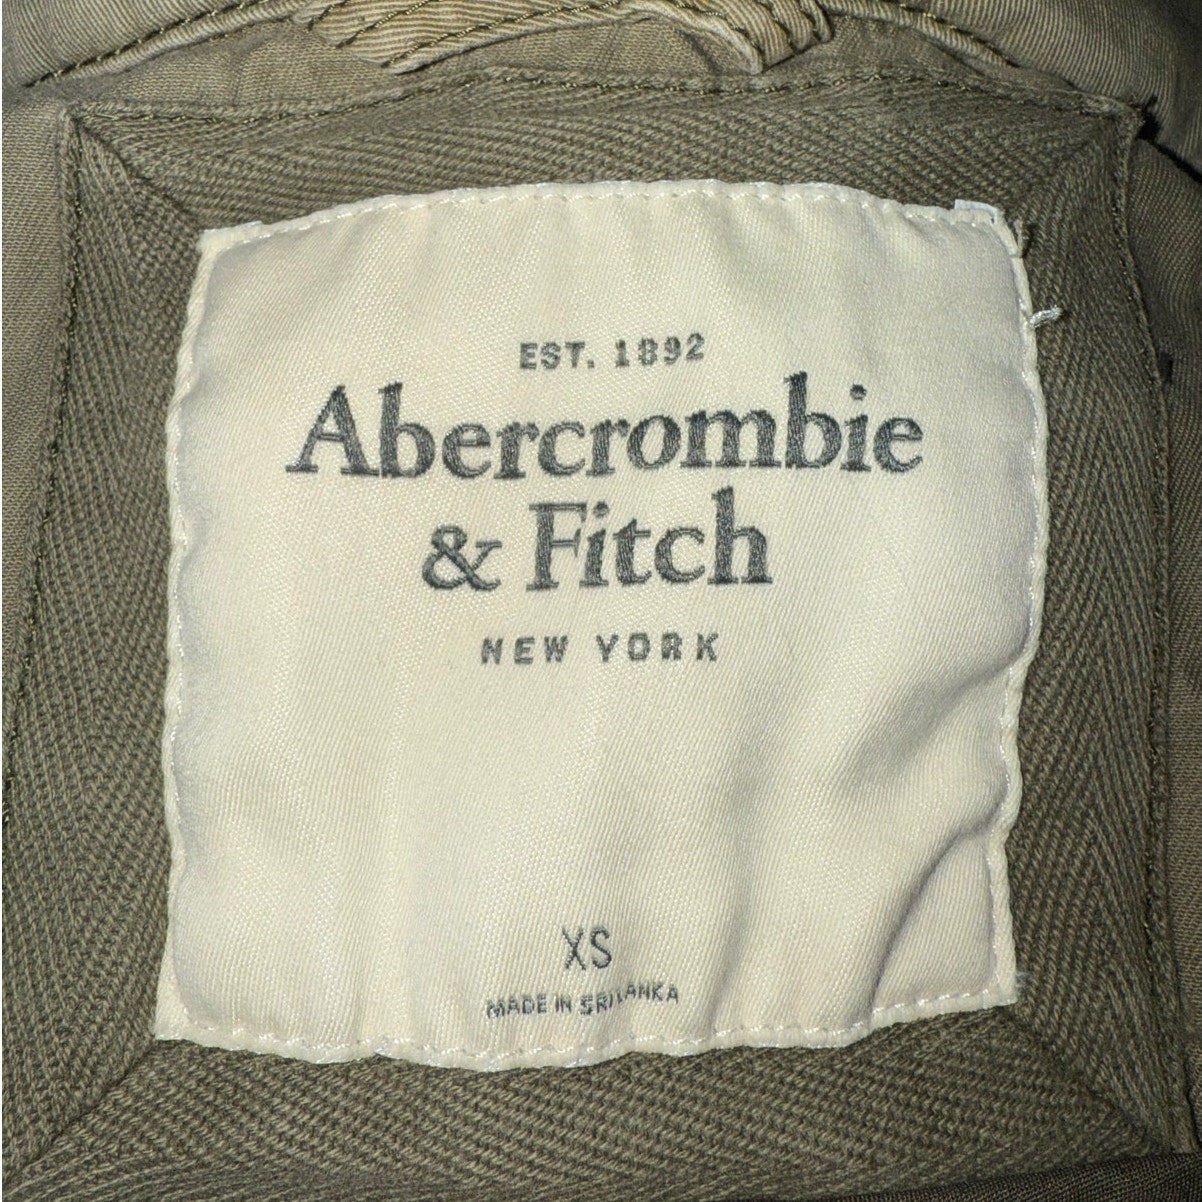 EST. 1892
Abercrombie
& Fitch
NEW YORK
XS
MADE IN SRI LANKA